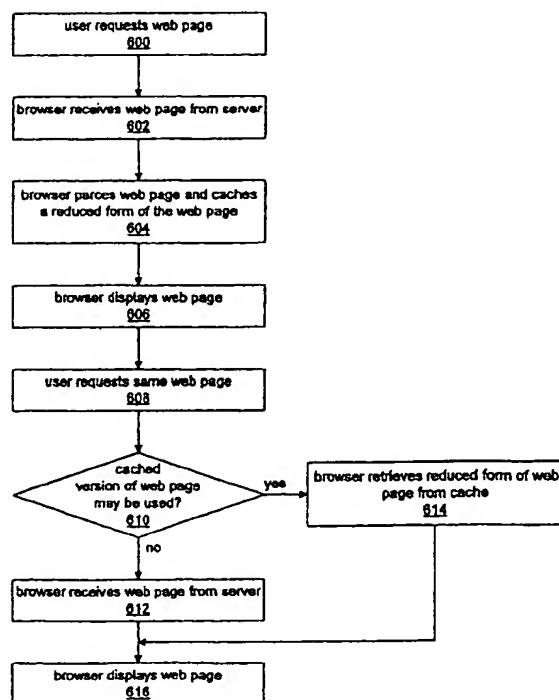 user requests web page
600
browser receives web page from server
602
browser parces web page and caches
a reduced form of the web page
604
browser displays web page
606
user requests same web page
608
cached
version of web page
may be used?
610
yes
browser retrieves reduced form of web
page from cache
614
no
browser receives web page from server
612
browser displays web page
616